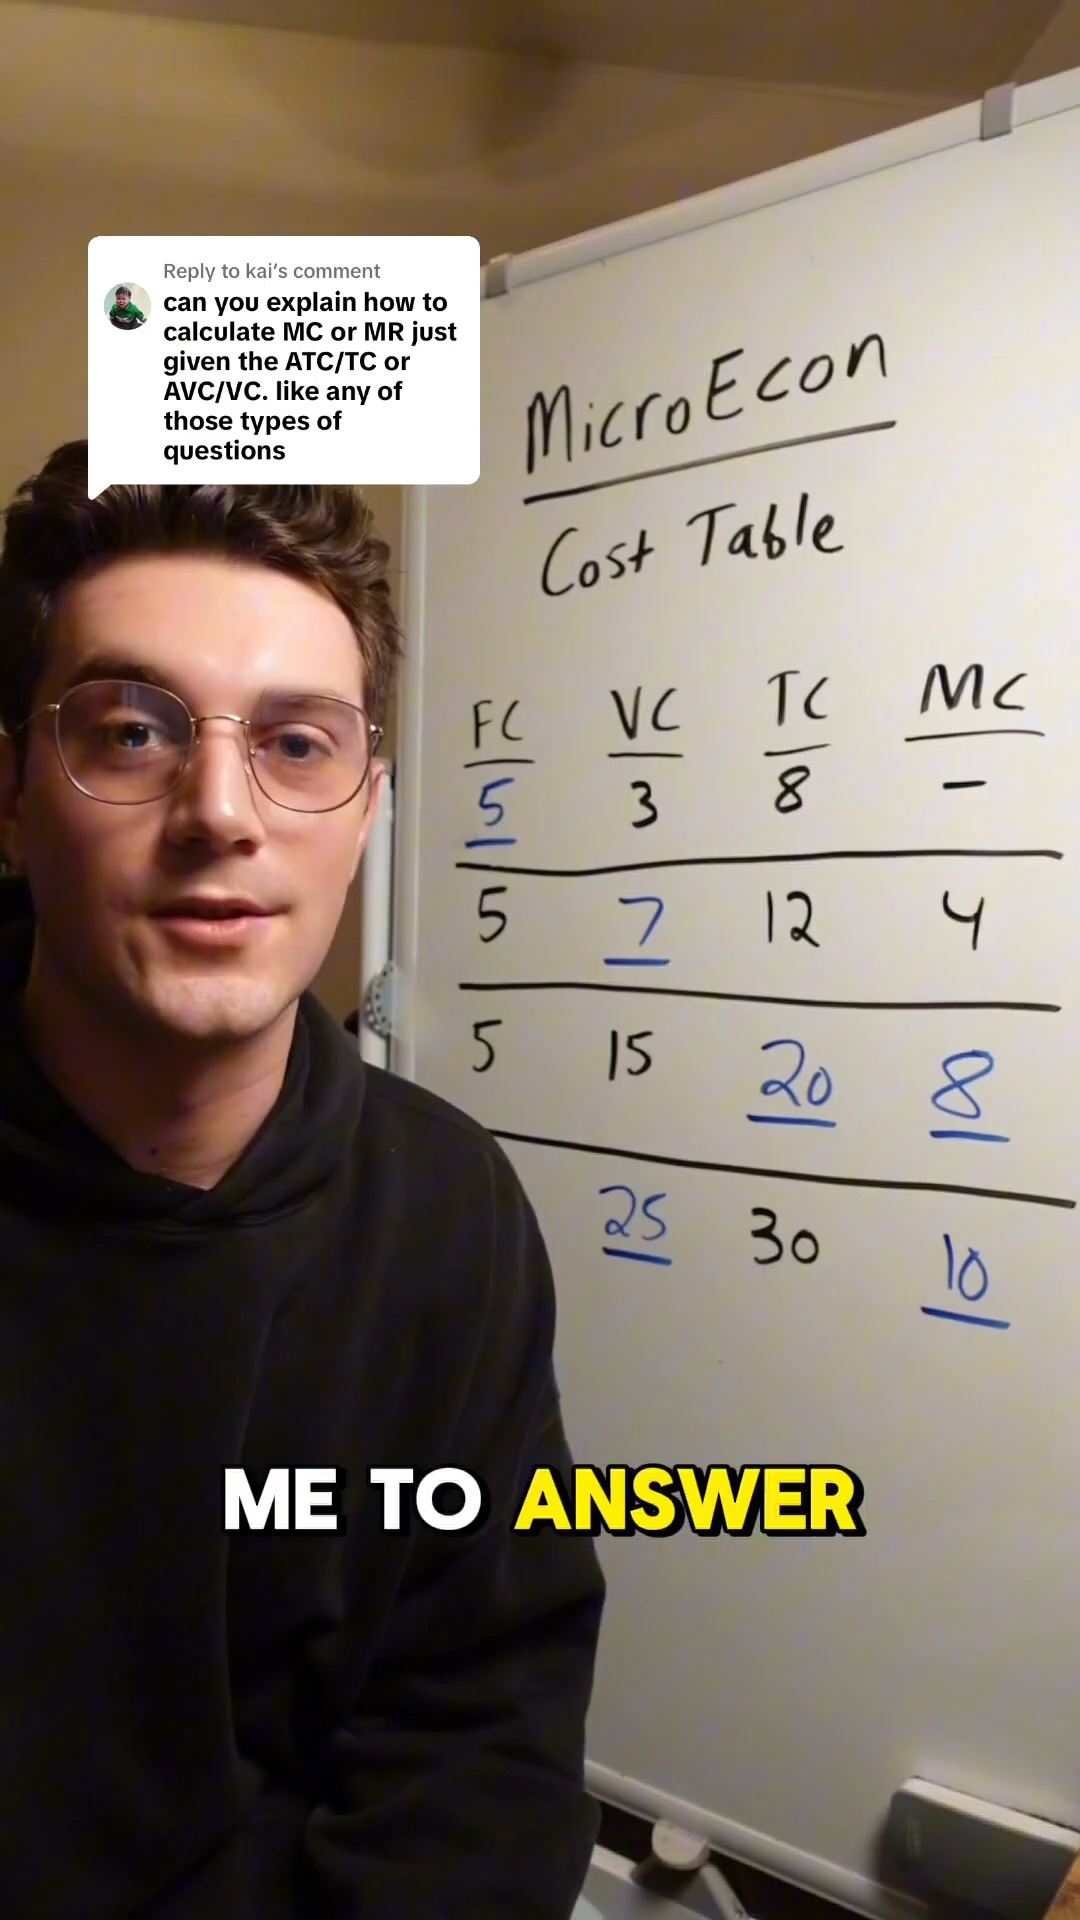 Reply to kai's comment
can you explain how to
calculate MC or MR just
given the ATC/TC or
AVC/VC. like any of
those types of
questions
MicroEcon
Cost Table
FC VC TC MC
5 3 8 –
5 7 12 4
5 15 20 8
25 30 10
ME TO ANSWER